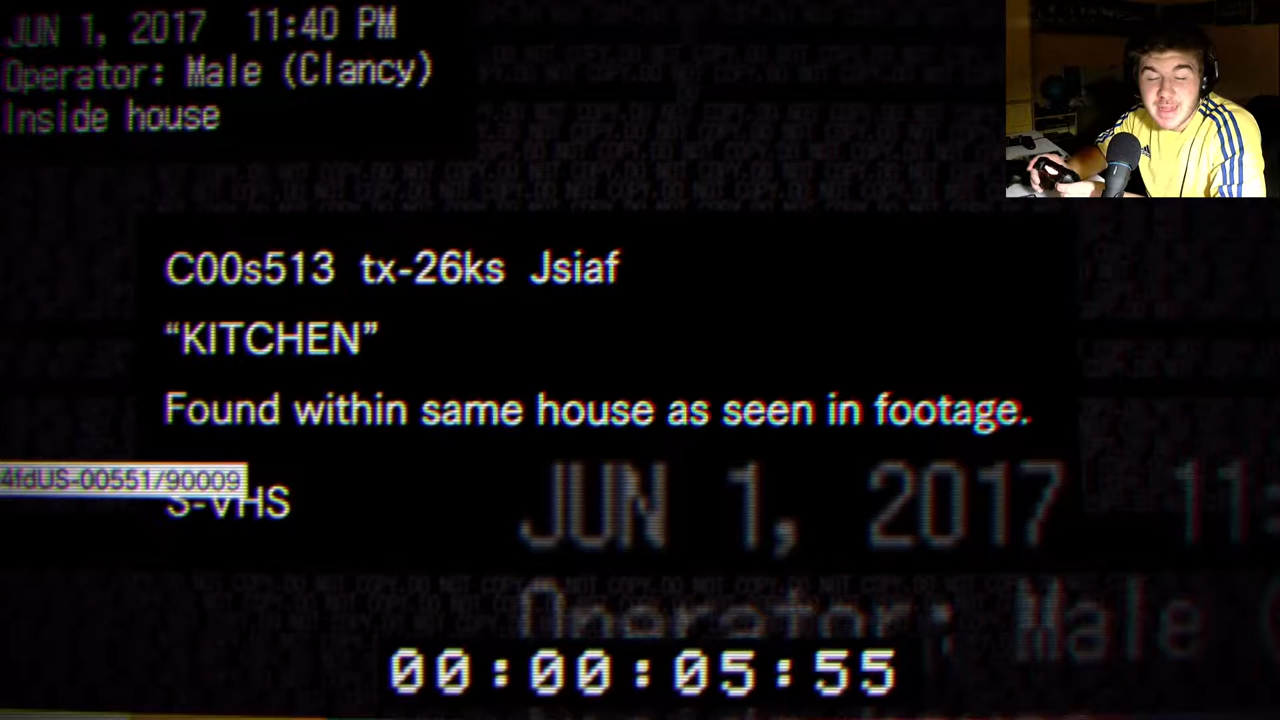 JUN 1, 2017 11:40 PM
Operator: Male (Clancy)
Inside house
C00s513 tx-26ks Jsiaf
“KITCHEN”
Found within same house as seen in footage.
4fdUS-00551/90009
S-VHS
JUN 1, 2017 11:
Operator: Male (
00:00:05:55